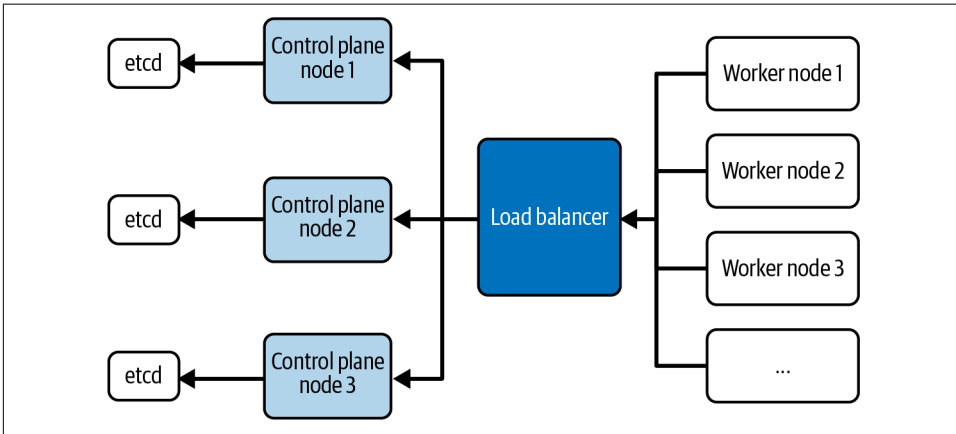 etcd
Control plane
node 1
etcd
Control plane
node 2
etcd
Control plane
node 3
Load balancer
Worker node 1
Worker node 2
Worker node 3
...